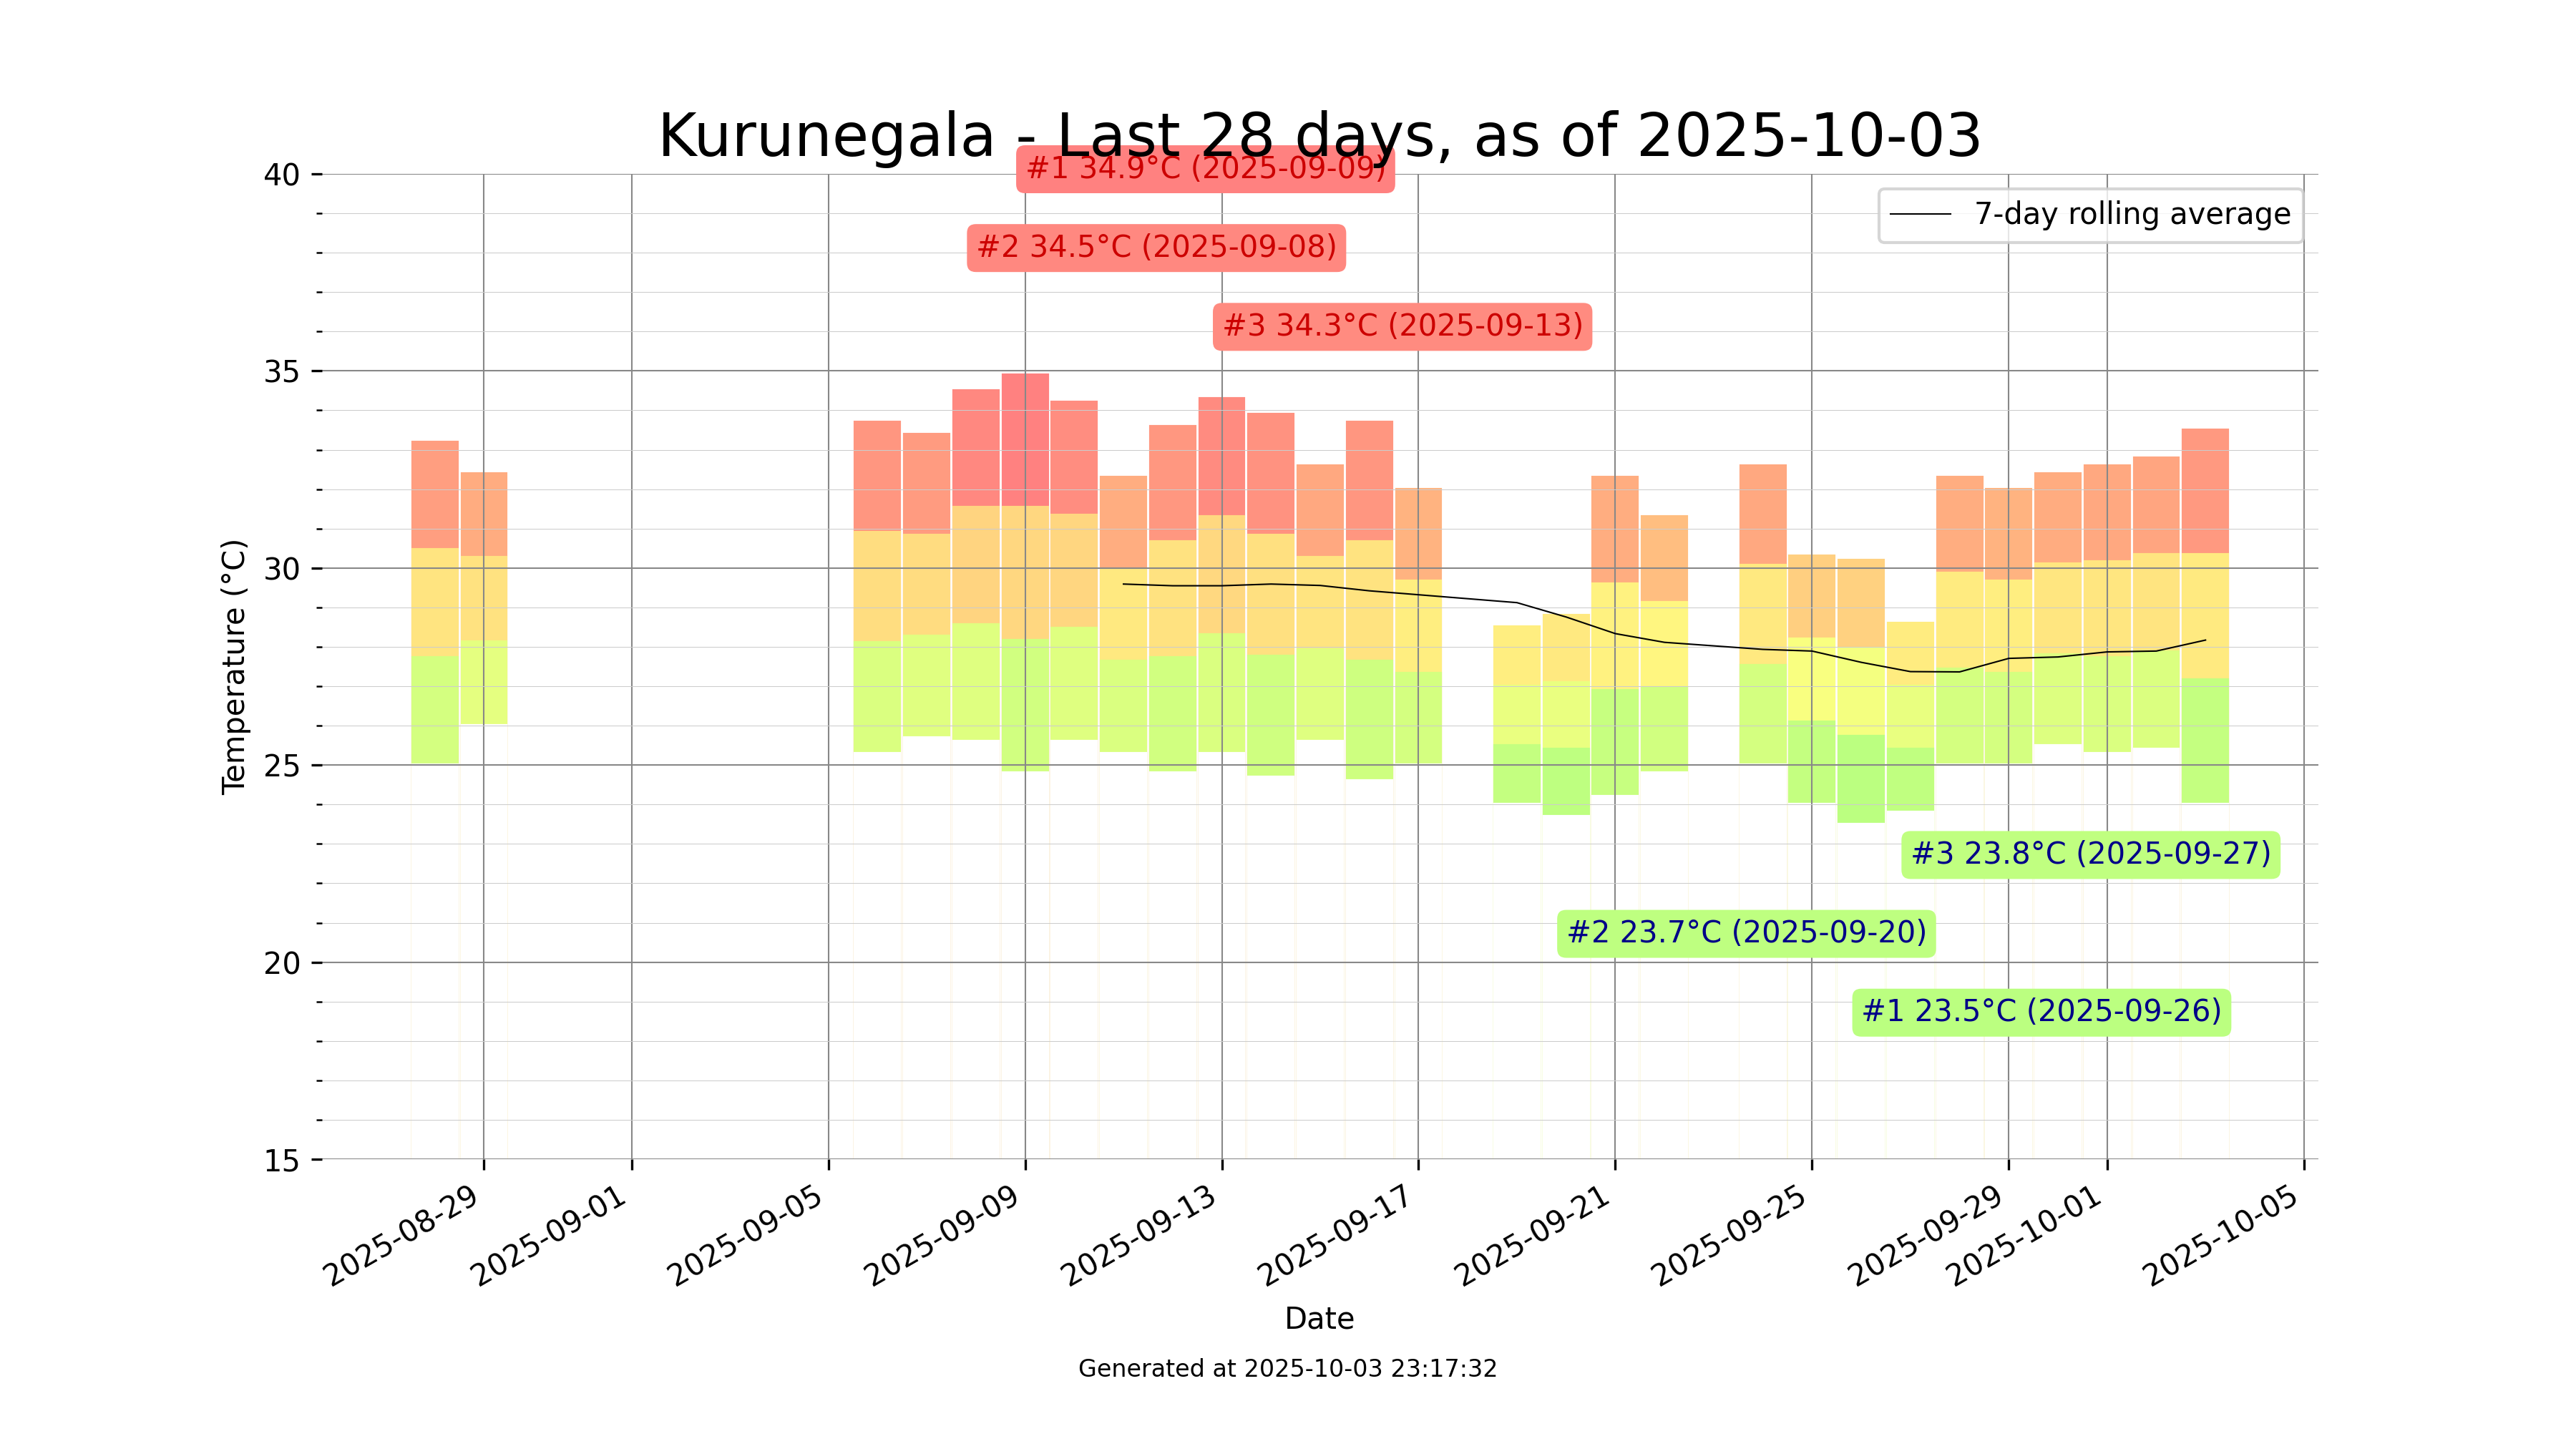 Kurunegala - Last 28 days, as of 2025-10-03
#1 34.9°C (2025-09-09)
#2 34.5°C (2025-09-08)
#3 34.3°C (2025-09-13)
7-day rolling average
40
35
30
25
20
15
Temperature (°C)
#3 23.8°C (2025-09-27)
#2 23.7°C (2025-09-20)
#1 23.5°C (2025-09-26)
2025-08-29
2025-09-01
2025-09-05
2025-09-09
2025-09-13
2025-09-17
2025-09-21
2025-09-25
2025-09-29
2025-10-01
2025-10-05
Date
Generated at 2025-10-03 23:17:32